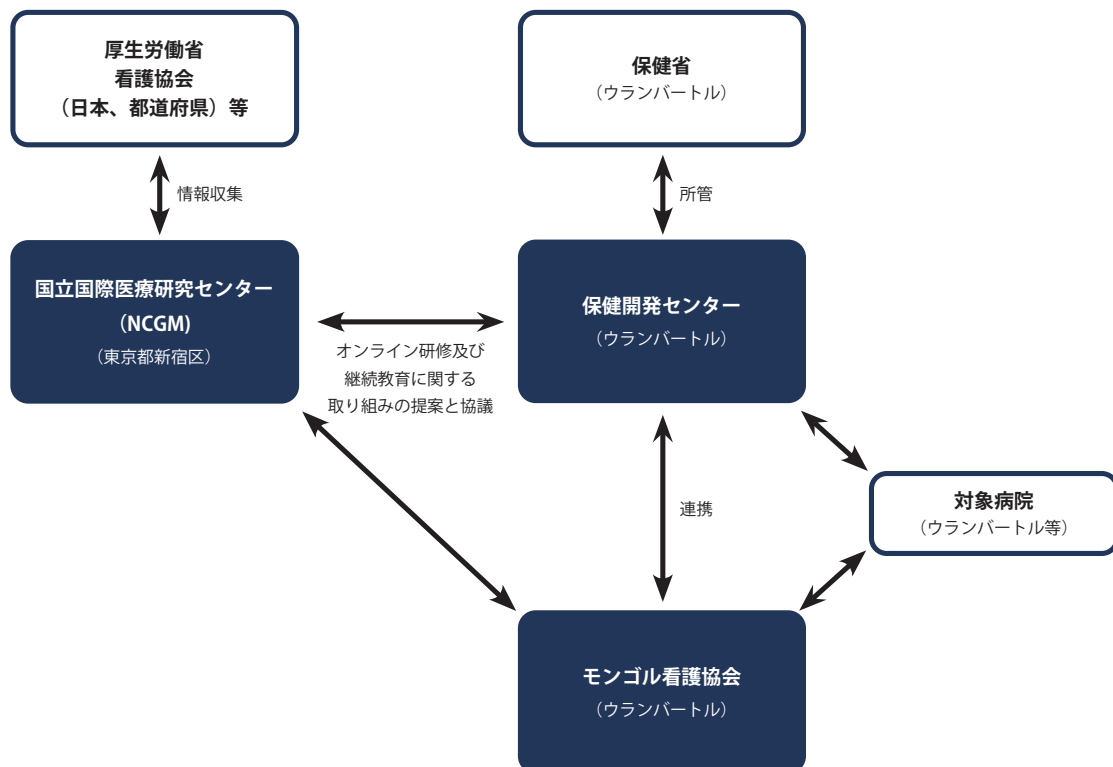 厚生労働省
看護協会
（日本、都道府県）等
保健省
（ウランバートル）
情報収集
所管
国立国際医療研究センター
（NCGM)
（東京都新宿区）
保健開発センター
（ウランバートル）
オンライン研修及び
継続教育に関する
取り組みの提案と協議
連携
対象病院
（ウランバートル等）
モンゴル看護協会
（ウランバートル）